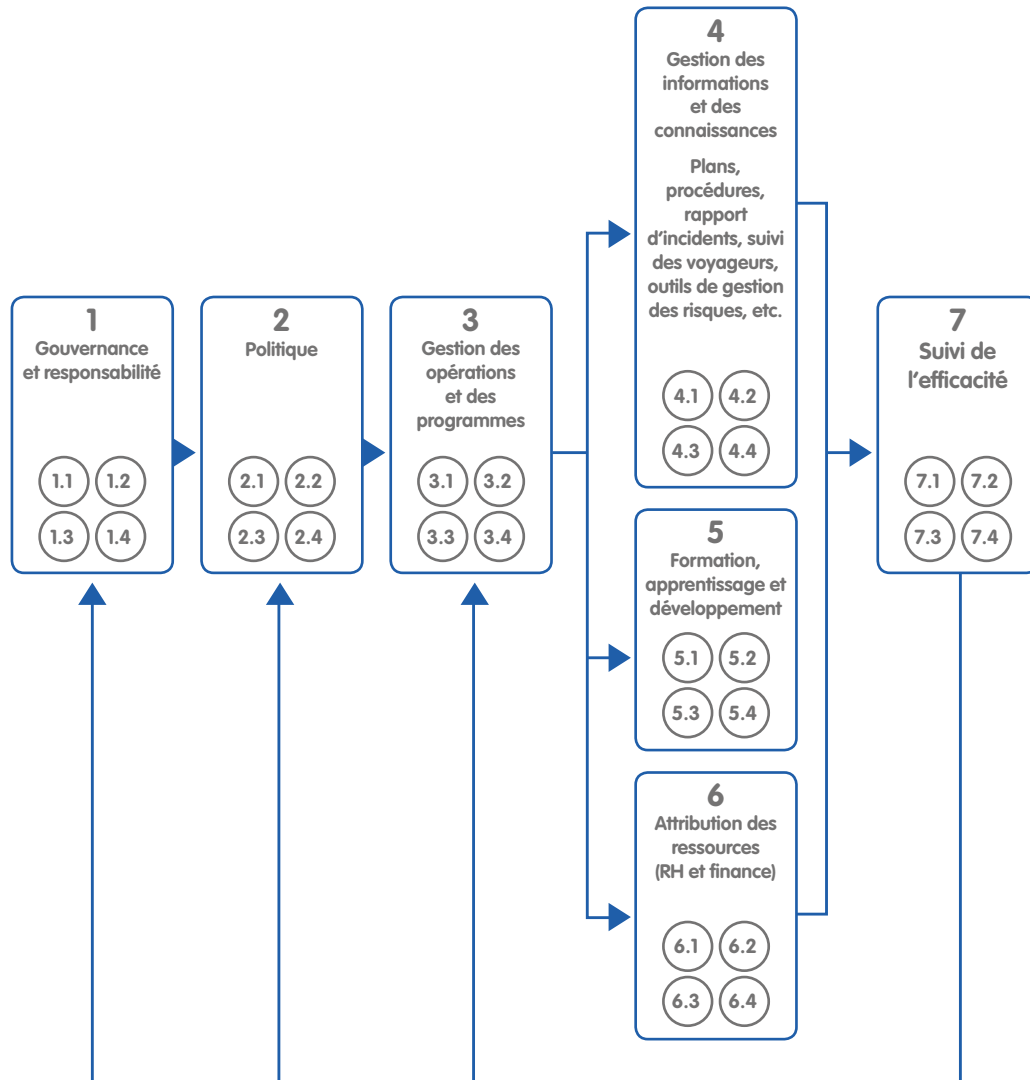 1
Gouvernance
et responsabilité
1.1 1.2
1.3 1.4
2
Politique
2.1 2.2
2.3 2.4
3
Gestion des
opérations
et des
programmes
3.1 3.2
3.3 3.4
4
Gestion des
informations
et des
connaissances
Plans,
procédures,
rapport
d’incidents, suivi
des voyageurs,
outils de gestion
des risques, etc.
4.1 4.2
4.3 4.4
5
Formation,
apprentissage et
développement
5.1 5.2
5.3 5.4
6
Attribution des
ressources
(RH et finance)
6.1 6.2
6.3 6.4
7
Suivi de
l’efficacité
7.1 7.2
7.3 7.4